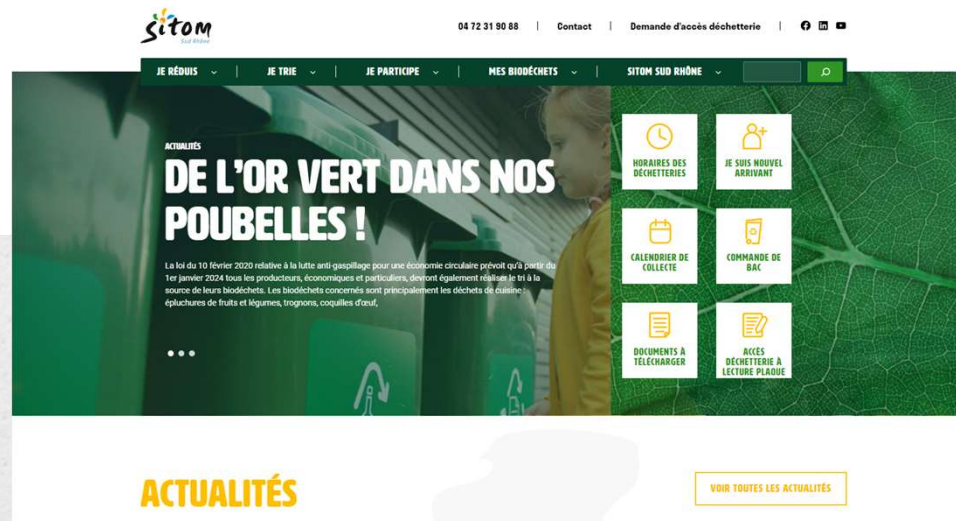 sitom
Sud Rhône
04 72 31 90 88 | Contact | Demande d'accès déchetterie |
JE RÉDUIS | JE TRIE | JE PARTICIPE | MES BIODÉCHETS | SITOM SUD RHÔNE
ACTUALITÉS
DE L'OR VERT DANS NOS
POUBELLES !
La loi du 10 février 2020 relative à la lutte anti-gaspillage pour une économie circulaire prévoit qu'à partir du
1er janvier 2024 tous les producteurs, économiques et particuliers, devront également réaliser le tri à la
source de leurs biodéchets. Les biodéchets concernés sont principalement les déchets de cuisine :
épluchures de fruits et légumes, trognons, coquilles d'œuf,
HORAIRES DES
DÉCHETTERIES
JE SUIS NOUVEL
ARRIVANT
CALENDRIER DE
COLLECTE
COMMANDE DE
BAC
DOCUMENTS À
TÉLÉCHARGER
ACCÈS
DÉCHETTERIE À
LECTURE PLAQUE
ACTUALITÉS
VOIR TOUTES LES ACTUALITÉS